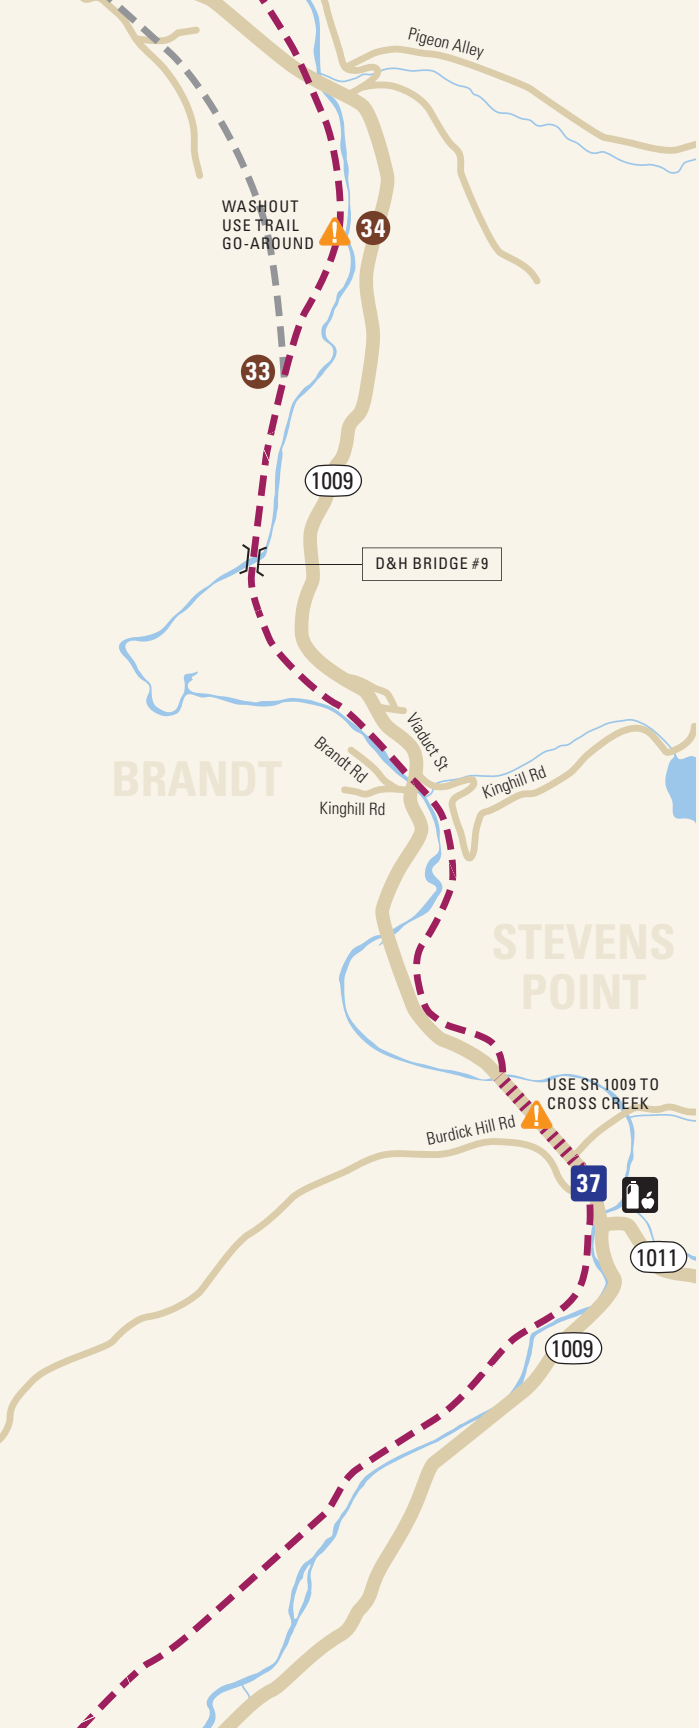 Pigeon Alley
WASHOUT
USE TRAIL
GO-AROUND
34
33
1009
D&H BRIDGE #9
Viaduct St
Brandt Rd
BRANDT
Kinghill Rd
Kinghill Rd
STEVENS
POINT
USE SR 1009 TO
CROSS CREEK
Burdick Hill Rd
37
1011
1009